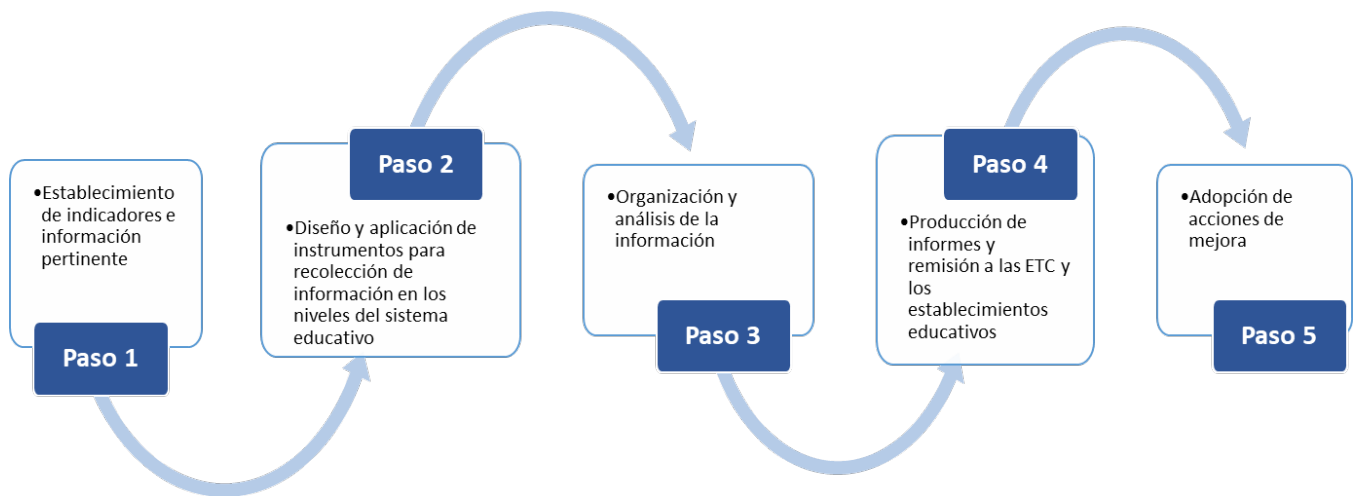 •Establecimiento
de indicadores e
información
pertinente
Paso 1
Paso 2
•Diseño y aplicación de
instrumentos para
recolección de
información en los
niveles del sistema
educativo
•Organización y
análisis de la
información
Paso 3
Paso 4
•Producción de
informes y
remisión a las ETC y
los
establecimientos
educativos
•Adopción de
acciones de
mejora
Paso 5